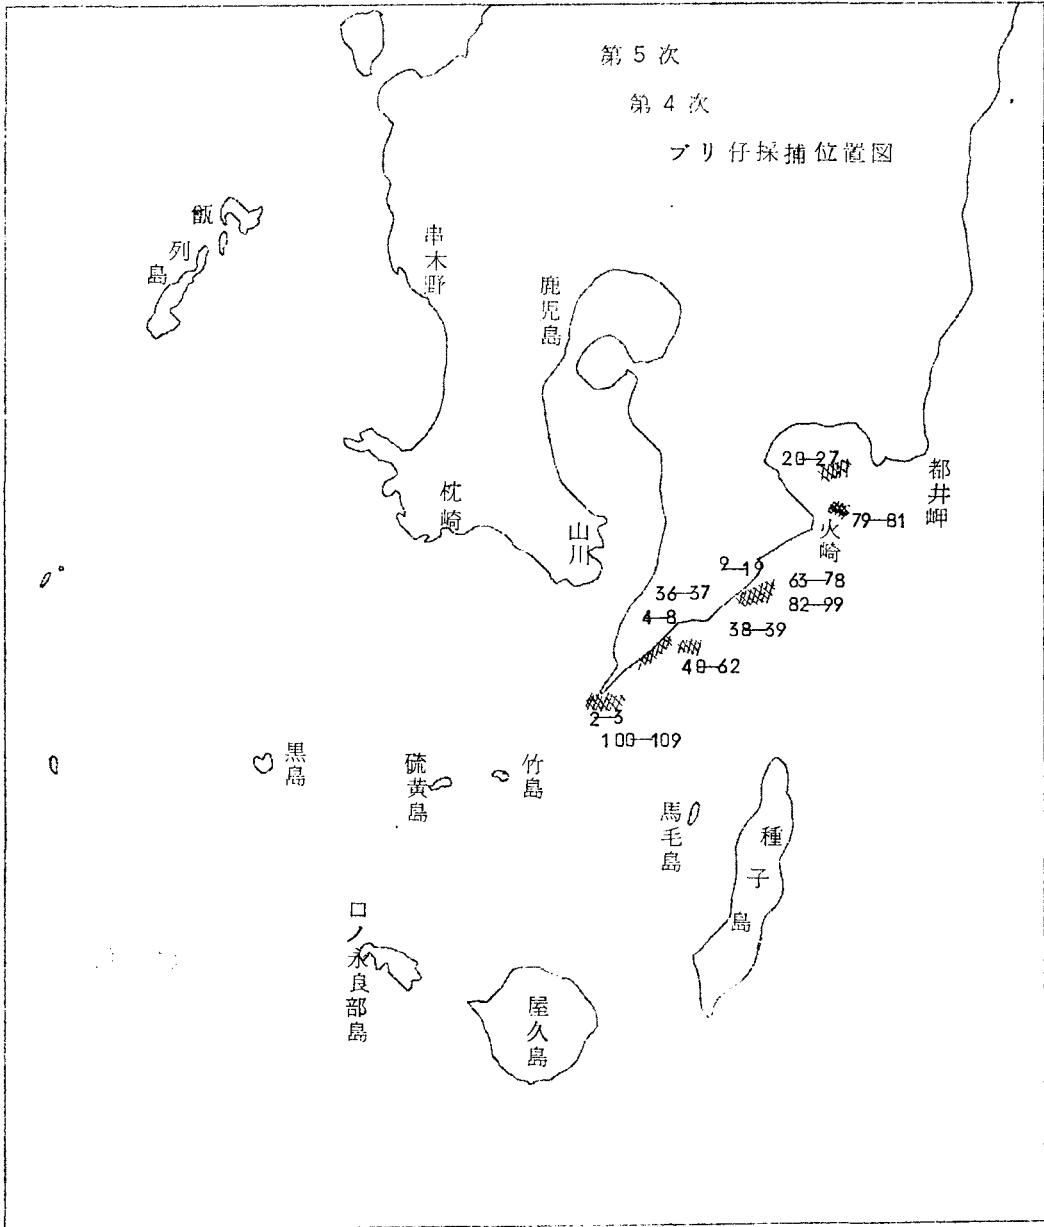 第5次
第4次
ブリ仔採捕位置図
甑列島
串木野
鹿児島
枕崎
山川
都井岬
火崎
20-27
79-81
9-19
63-78
82-99
36-37
4-8
38-39
40-62
2-3
100-109
黒島
硫黄島
竹島
馬毛島
種子島
口ノ永良部島
屋久島